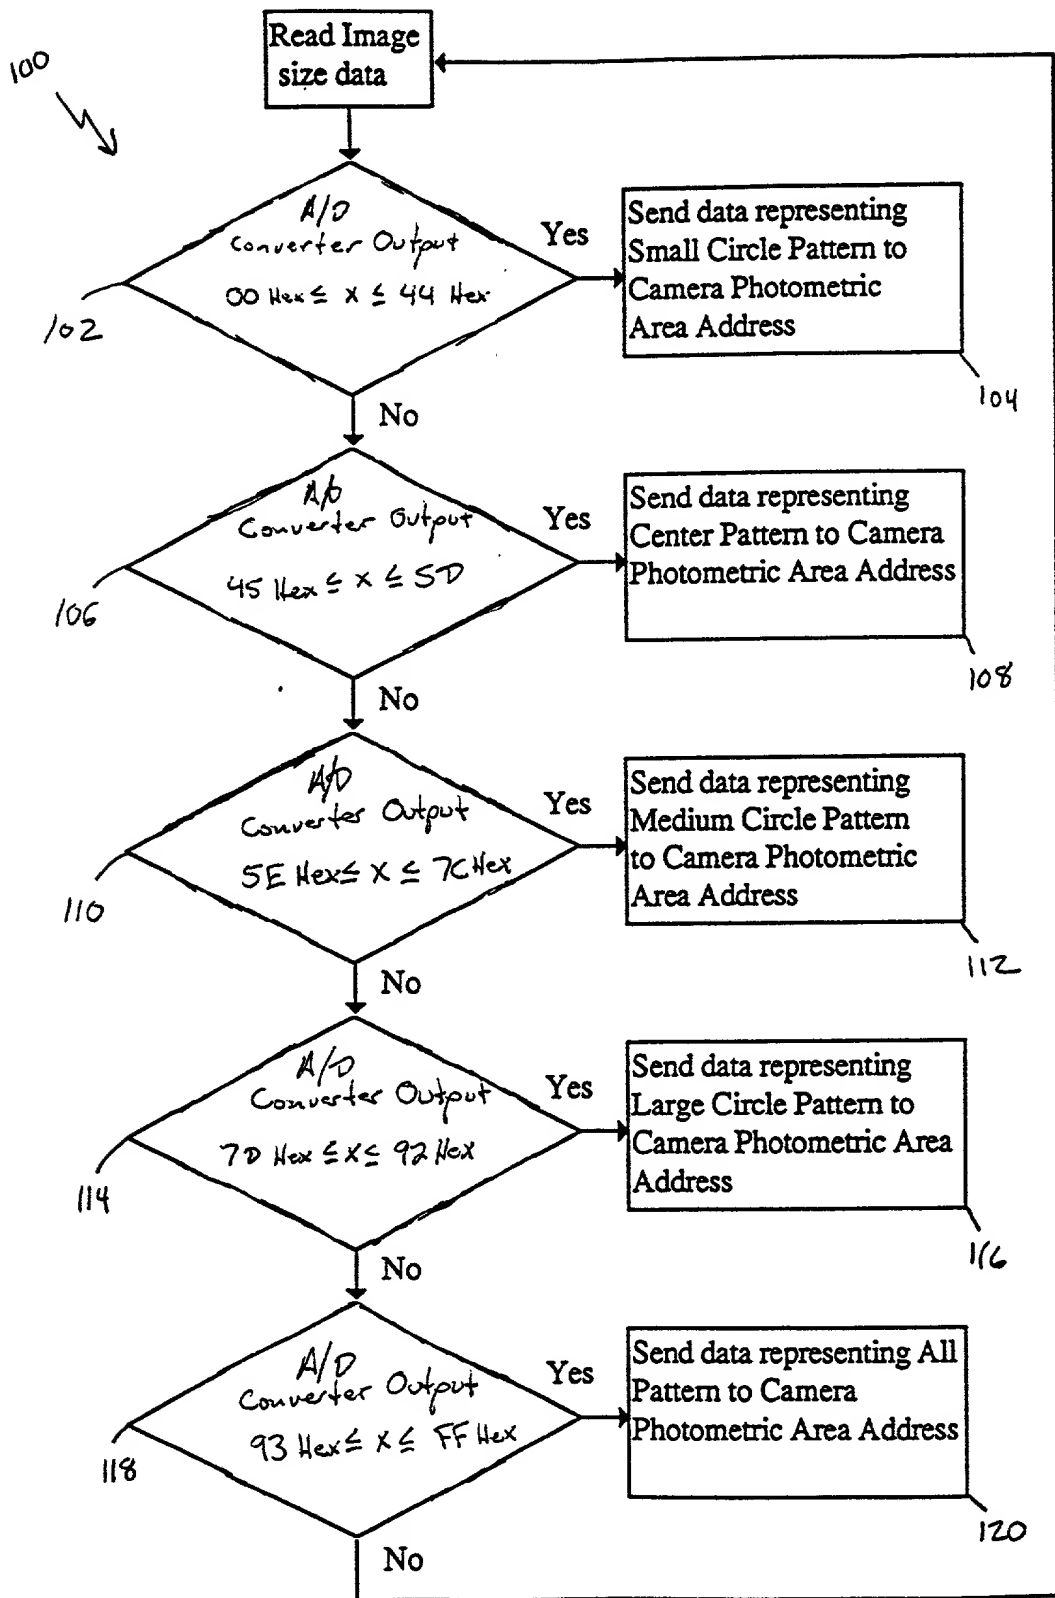 Read Image
size data
100
A/D
Converter Output
00 Hex ≤ x ≤ 44 Hex
102
Yes
Send data representing
Small Circle Pattern to
Camera Photometric
Area Address
104
No
A/D
Converter Output
45 Hex ≤ x ≤ 5D
106
Yes
Send data representing
Center Pattern to Camera
Photometric Area Address
108
No
A/D
Converter Output
5E Hex ≤ x ≤ 7C Hex
110
Yes
Send data representing
Medium Circle Pattern
to Camera Photometric
Area Address
112
No
A/D
Converter Output
7D Hex ≤ x ≤ 92 Hex
114
Yes
Send data representing
Large Circle Pattern to
Camera Photometric Area
Address
116
No
A/D
Converter Output
93 Hex ≤ x ≤ FF Hex
118
Yes
Send data representing All
Pattern to Camera
Photometric Area Address
120
No